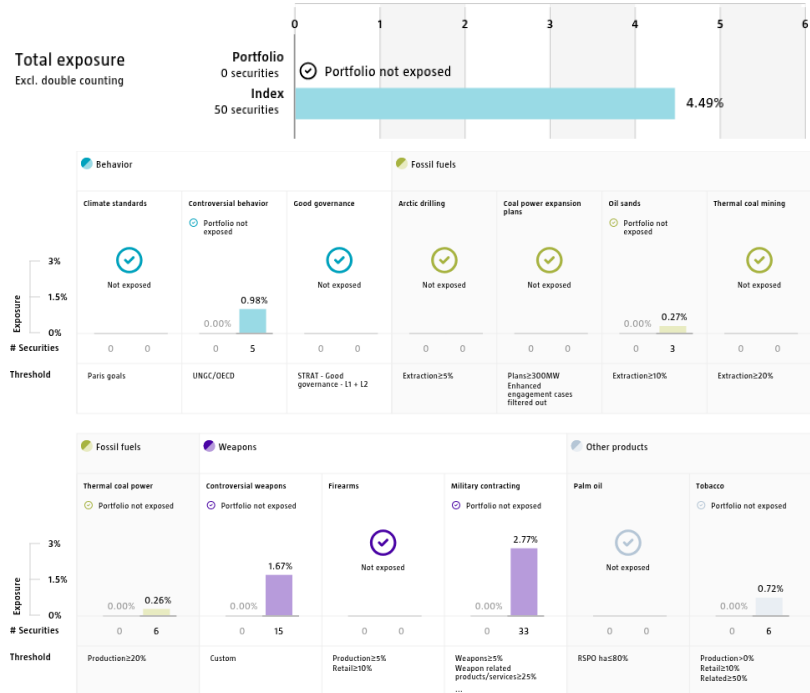 0 1 2 3 4 5 6
Total exposure
Excl. double counting
Portfolio
0 securities
Portfolio not exposed
Index
50 securities
4.49%
Behavior
Fossil fuels
Climate standards
Controversial behavior
Good governance
Arctic drilling
Coal power expansion
plans
Oil sands
Thermal coal mining
Portfolio not
exposed
Portfolio not
exposed
Exposure
3%
1.5%
0%
Not exposed
0.00% 0.98%
Not exposed
Not exposed
Not exposed
0.00% 0.27%
Not exposed
# Securities
0 0
0 5
0 0
0 0
0 0
0 3
0 0
Threshold
Paris goals
UNGC/OECD
STRAT - Good
governance - L1 + L2
Extraction≥5%
Plans≥300MW
Enhanced
engagement cases
filtered out
Extraction≥10%
Extraction≥20%
Fossil fuels
Weapons
Other products
Thermal coal power
Controversial weapons
Firearms
Military contracting
Palm oil
Tobacco
Portfolio not exposed
Portfolio not exposed
Portfolio not exposed
Portfolio not exposed
Exposure
3%
1.5%
0%
0.00% 0.26%
0.00% 1.67%
Not exposed
0.00% 2.77%
Not exposed
0.00% 0.72%
# Securities
0 6
0 15
0 0
0 33
0 0
0 6
Threshold
Production≥20%
Custom
Production≥5%
Retail≥10%
Weapons≥5%
Weapon related
products/services≥25%
...
RSPO ha≤80%
Production>0%
Retail≥10%
Related≥50%